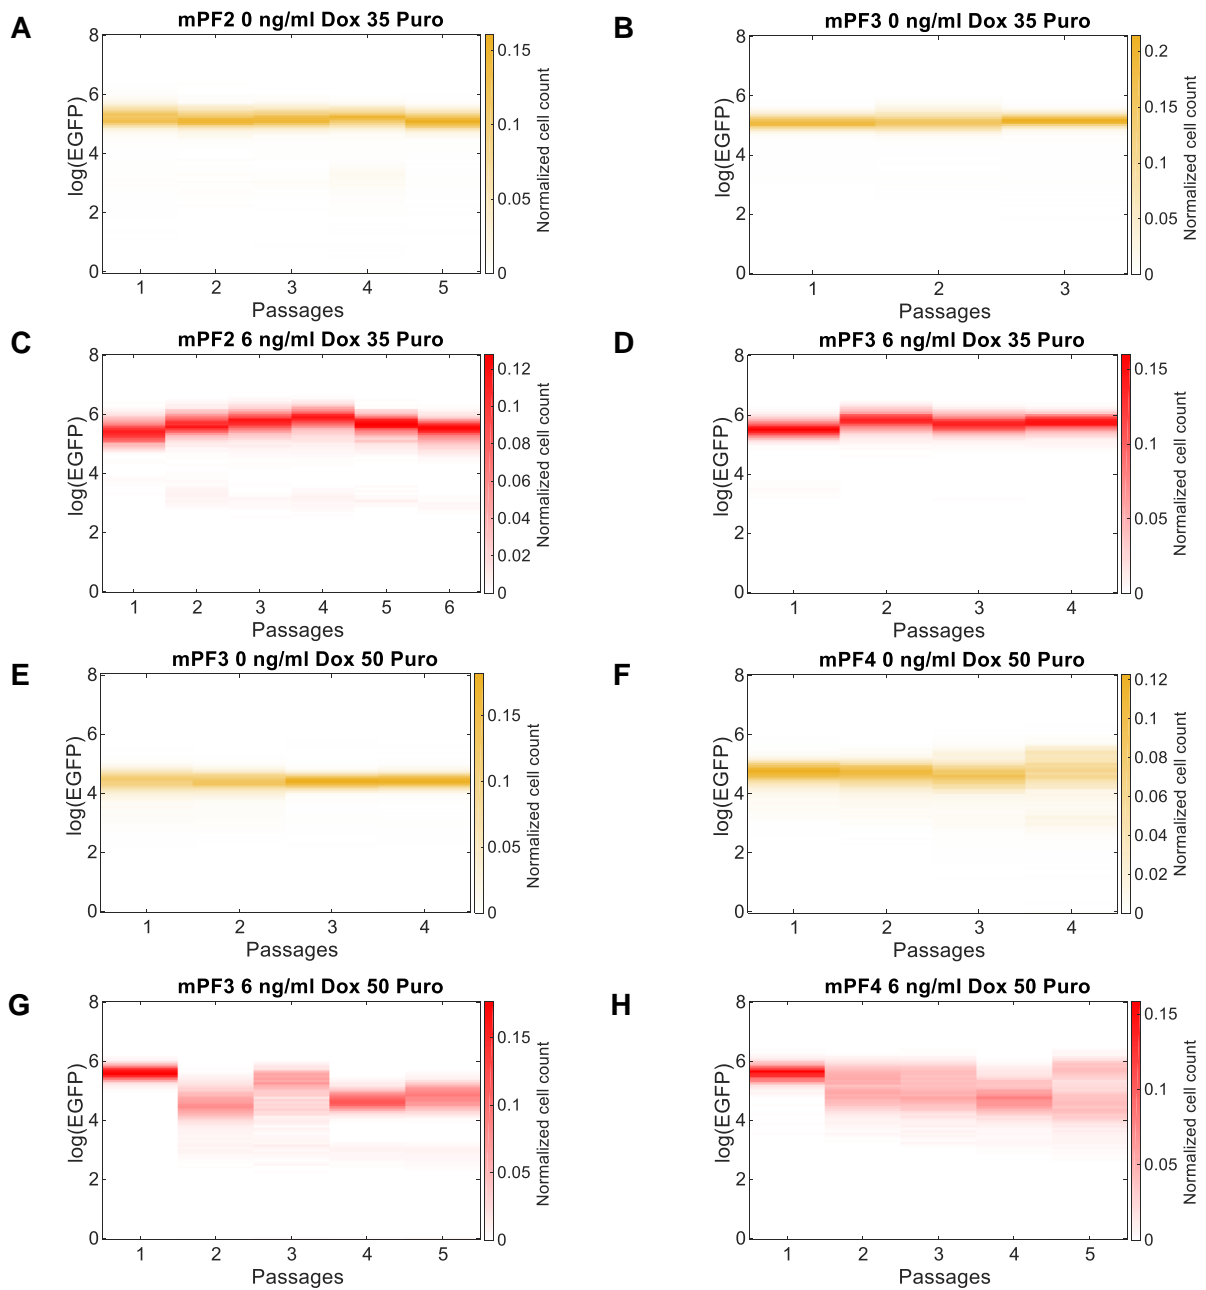 A
mPF2 0 ng/ml Dox 35 Puro
8
6
4
2
0
log(EGFP)
1 2 3 4 5
Passages
0.15
0.1
0.05
0
Normalized cell count
B
mPF3 0 ng/ml Dox 35 Puro
8
6
4
2
0
log(EGFP)
1 2 3
Passages
0.2
0.15
0.1
0.05
0
Normalized cell count
C
mPF2 6 ng/ml Dox 35 Puro
8
6
4
2
0
log(EGFP)
1 2 3 4 5 6
Passages
0.12
0.1
0.08
0.06
0.04
0.02
0
Normalized cell count
D
mPF3 6 ng/ml Dox 35 Puro
8
6
4
2
0
log(EGFP)
1 2 3 4
Passages
0.15
0.1
0.05
0
Normalized cell count
E
mPF3 0 ng/ml Dox 50 Puro
8
6
4
2
0
log(EGFP)
1 2 3 4
Passages
0.15
0.1
0.05
0
Normalized cell count
F
mPF4 0 ng/ml Dox 50 Puro
8
6
4
2
0
log(EGFP)
1 2 3 4
Passages
0.12
0.1
0.08
0.06
0.04
0.02
0
Normalized cell count
G
mPF3 6 ng/ml Dox 50 Puro
8
6
4
2
0
log(EGFP)
1 2 3 4 5
Passages
0.15
0.1
0.05
0
Normalized cell count
H
mPF4 6 ng/ml Dox 50 Puro
8
6
4
2
0
log(EGFP)
1 2 3 4 5
Passages
0.15
0.1
0.05
0
Normalized cell count